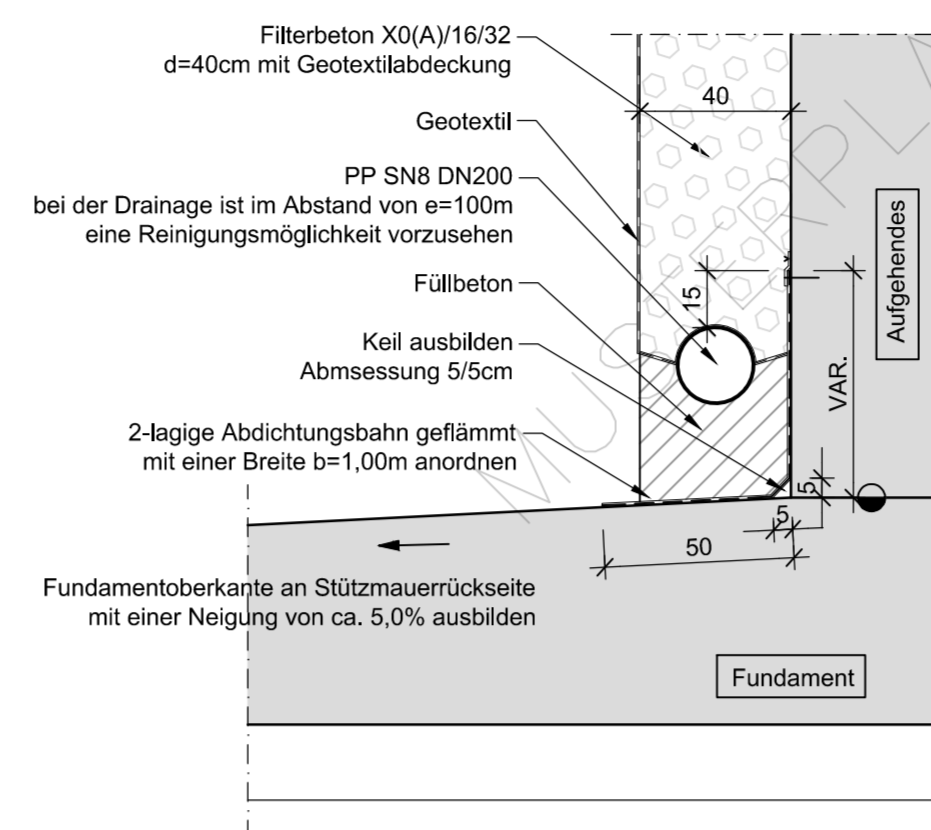 Filterbeton X0(A)/16/32
d=40cm mit Geotextilabdeckung
Geotextil
PP SN8 DN200
bei der Drainage ist im Abstand von e=100m
eine Reinigungsmöglichkeit vorzusehen
Füllbeton
Keil ausbilden
Abmsessung 5/5cm
2-lagige Abdichtungsbahn geflämmt
mit einer Breite b=1,00m anordnen
Fundamentoberkante an Stützmauerrückseite
mit einer Neigung von ca. 5,0% ausbilden
40
15
VAR.
5
5
50
Aufgehendes
Fundament
MUSTERPLA